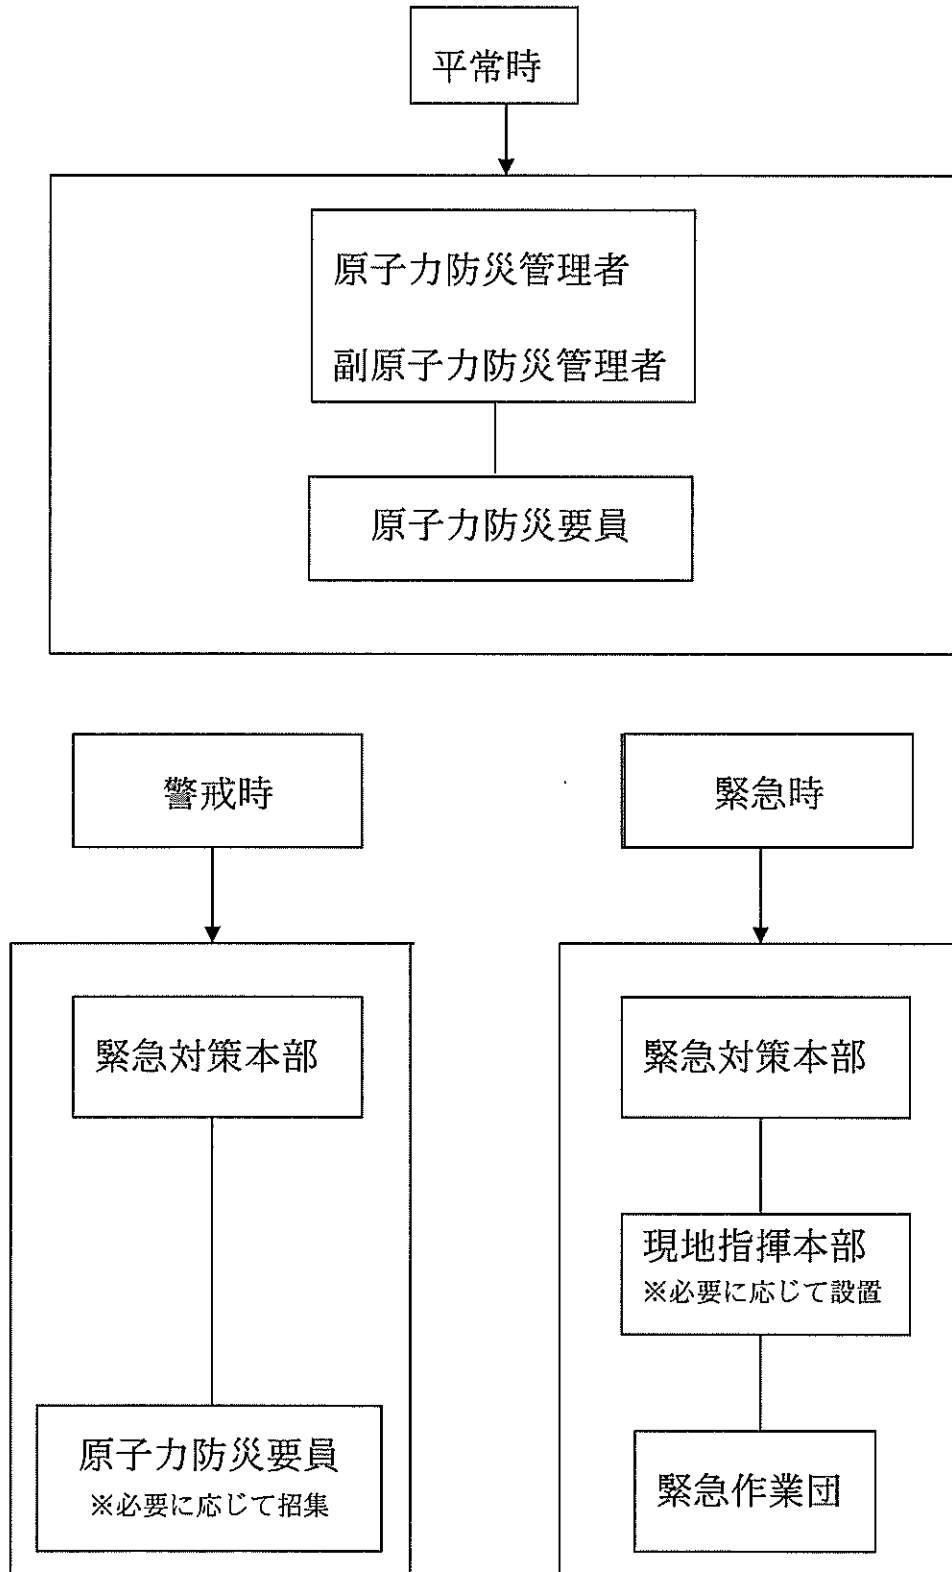 平常時
原子力防災管理者
副原子力防災管理者
原子力防災要員
警戒時
緊急対策本部
原子力防災要員
※必要に応じて招集
緊急時
緊急対策本部
現地指揮本部
※必要に応じて設置
緊急作業団